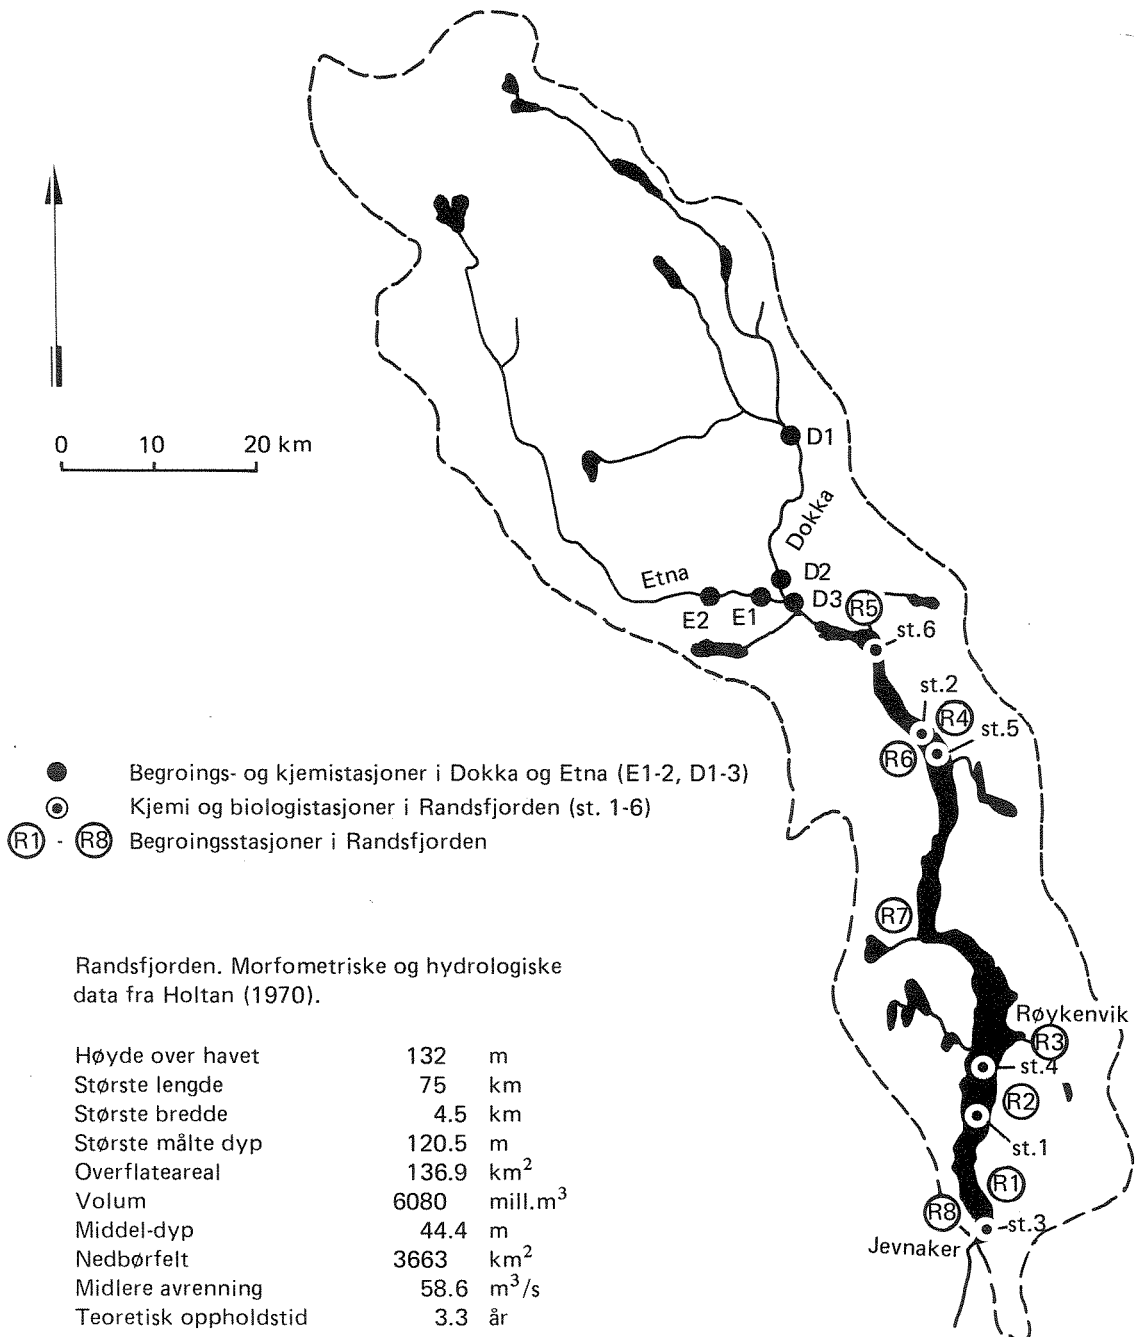 0 10 20 km
D1
Dokka
D2
Etna
D3
E2
E1
R5
st.6
st.2
R4
st.5
R6
Begroings- og kjemistasjoner i Dokka og Etna (E1-2, D1-3)
Kjemi og biologistasjoner i Randsfjorden (st. 1-6)
R1 - R8 Begroingsstasjoner i Randsfjorden
R7
Røykenvik
R3
st.4
R2
st.1
R1
R8
st.3
Jevnaker
Randsfjorden. Morfometriske og hydrologiske
data fra Holtan (1970).
Høyde over havet 132 m
Største lengde 75 km
Største bredde 4.5 km
Største målte dyp 120.5 m
Overflateareal 136.9 km²
Volum 6080 mill.m³
Middel-dyp 44.4 m
Nedbørfelt 3663 km²
Midlere avrenning 58.6 m³/s
Teoretisk oppholdstid 3.3 år